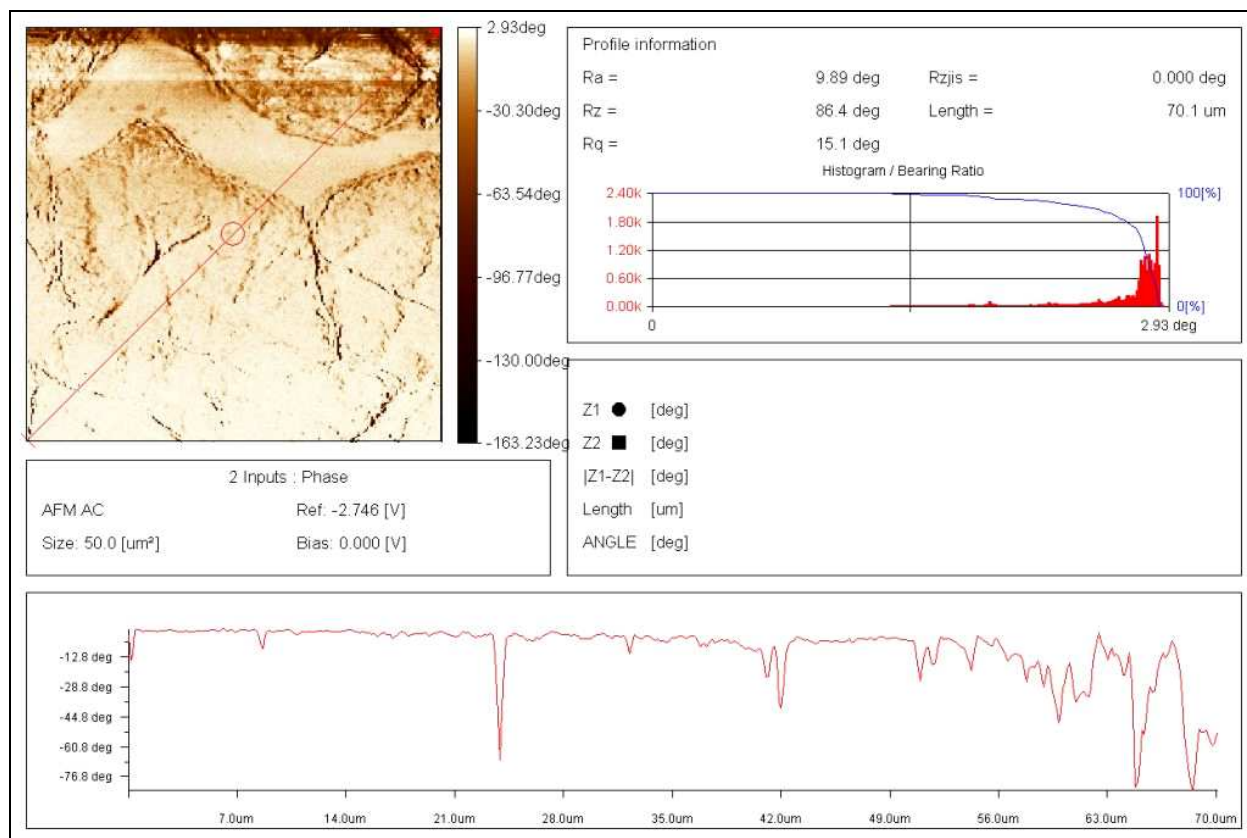 2.93deg
-30.30deg
-63.54deg
-96.77deg
-130.00deg
-163.23deg
Profile information
Ra = 9.89 deg Rzjis = 0.000 deg
Rz = 86.4 deg Length = 70.1 um
Rq = 15.1 deg
Histogram / Bearing Ratio
2.40k 100[%]
1.80k
1.20k
0.60k
0.00k 0[%]
0 2.93 deg
2 Inputs : Phase
AFM AC Ref: -2.746 [V]
Size: 50.0 [um²] Bias: 0.000 [V]
Z1 [deg]
Z2 [deg]
|Z1-Z2| [deg]
Length [um]
ANGLE [deg]
-12.8 deg
-28.8 deg
-44.8 deg
-60.8 deg
-76.8 deg
7.0um 14.0um 21.0um 28.0um 35.0um 42.0um 49.0um 56.0um 63.0um 70.0um